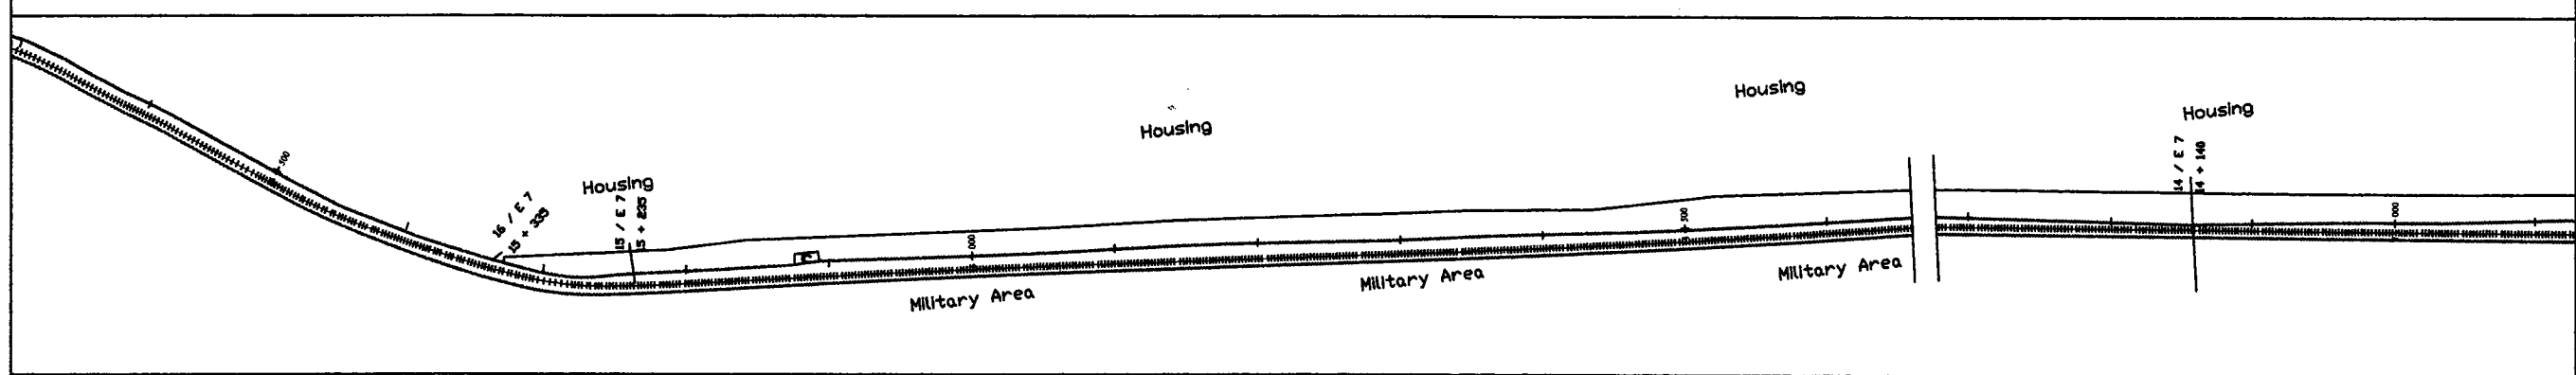 500
16 / E 7
15 + 335
Housing
15 / E 7
15 + 235
000
Military Area
Housing
Military Area
500
Housing
Military Area
14 / E 7
14 + 140
Housing
000